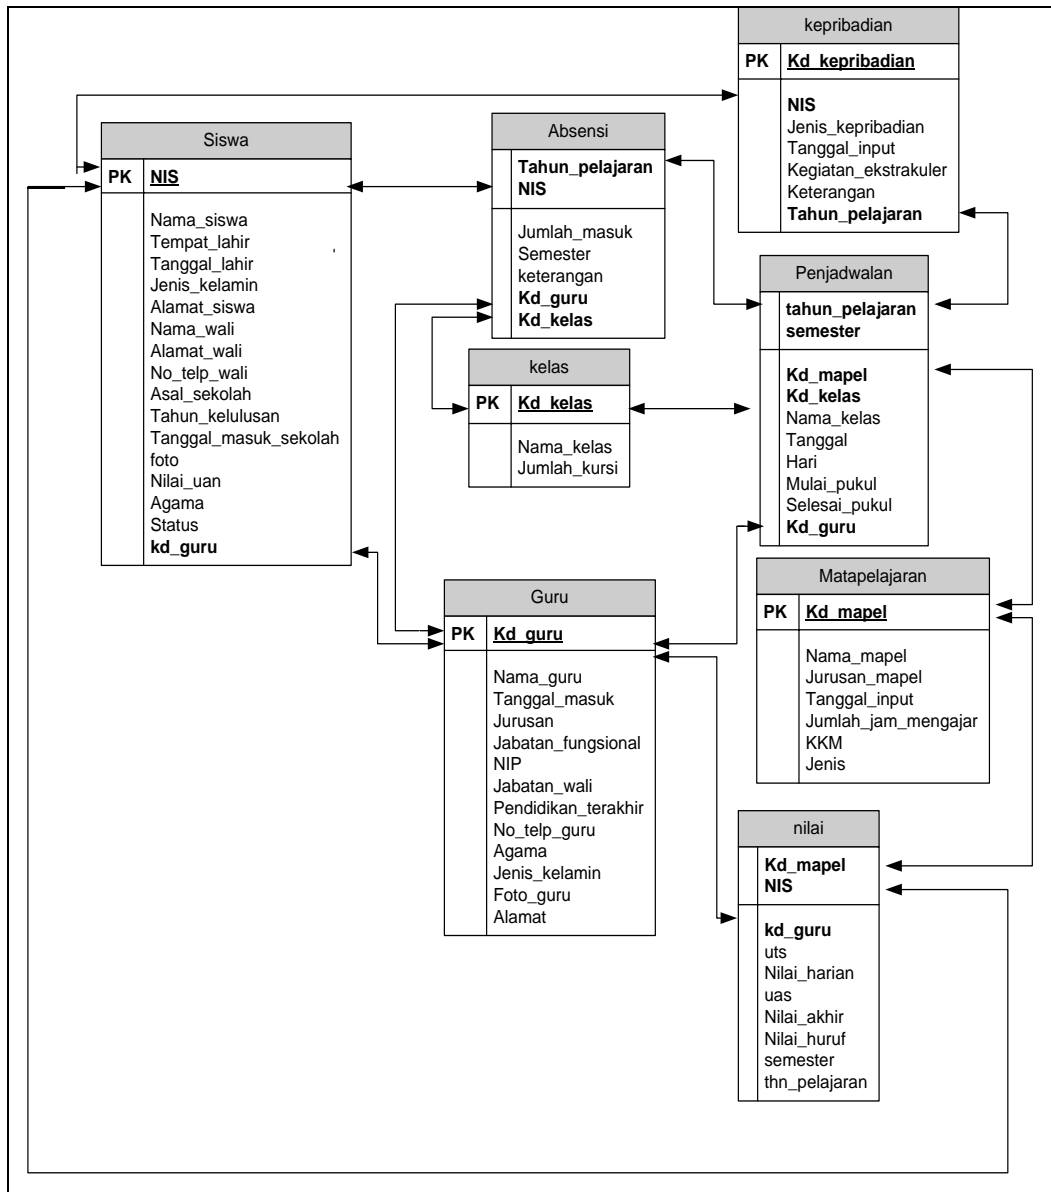 kepribadian
PK Kd_kepribadian
NIS
Jenis_kepribadian
Tanggal_input
Kegiatan_ekstrakuler
Keterangan
Tahun_pelajaran
Siswa
PK NIS
Nama_siswa
Tempat_lahir
Tanggal_lahir
Jenis_kelamin
Alamat_siswa
Nama_wali
Alamat_wali
No_telp_wali
Asal_sekolah
Tahun_kelulusan
Tanggal_masuk_sekolah
foto
Nilai_uan
Agama
Status
kd_guru
Absensi
Tahun_pelajaran
NIS
Jumlah_masuk
Semester
keterangan
Kd_guru
Kd_kelas
Penjadwalan
tahun_pelajaran
semester
Kd_mapel
Kd_kelas
Nama_kelas
Tanggal
Hari
Mulai_pukul
Selesai_pukul
Kd_guru
kelas
PK Kd_kelas
Nama_kelas
Jumlah_kursi
Guru
PK Kd_guru
Nama_guru
Tanggal_masuk
Jurusan
Jabatan_fungsional
NIP
Jabatan_wali
Pendidikan_terakhir
No_telp_guru
Agama
Jenis_kelamin
Foto_guru
Alamat
Matapelajaran
PK Kd_mapel
Nama_mapel
Jurusan_mapel
Tanggal_input
Jumlah_jam_mengajar
KKM
Jenis
nilai
Kd_mapel
NIS
kd_guru
uts
Nilai_harian
uas
Nilai_akhir
Nilai_huruf
semester
thn_pelajaran